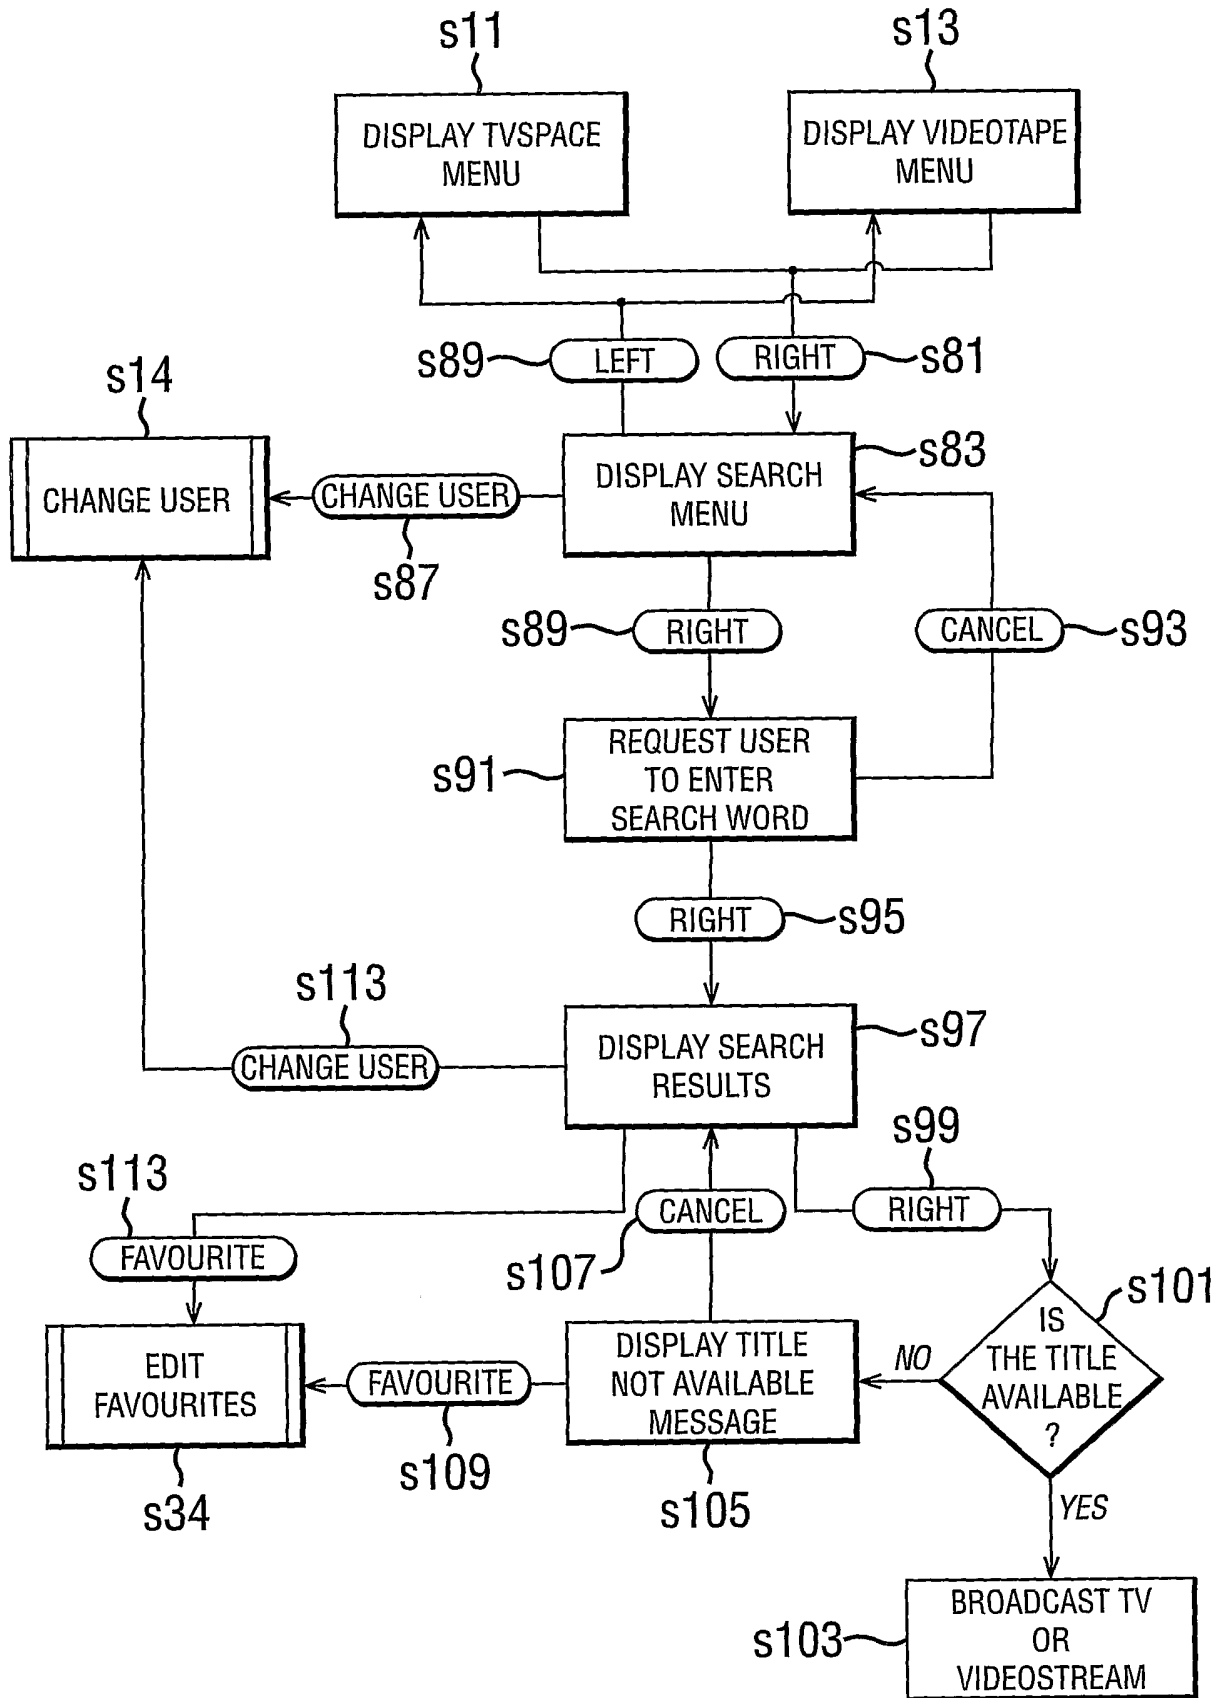 s11
s13
DISPLAY TVSPACE
MENU
DISPLAY VIDEOTAPE
MENU
s89
LEFT
RIGHT
s81
s14
CHANGE USER
CHANGE USER
s87
DISPLAY SEARCH
MENU
s83
s89
RIGHT
CANCEL
s93
s91
REQUEST USER
TO ENTER
SEARCH WORD
RIGHT
s95
s113
CHANGE USER
DISPLAY SEARCH
RESULTS
s97
s99
RIGHT
s113
FAVOURITE
CANCEL
s107
s101
IS
THE TITLE
AVAILABLE
?
NO
DISPLAY TITLE
NOT AVAILABLE
MESSAGE
s105
FAVOURITE
s109
EDIT
FAVOURITES
s34
YES
s103
BROADCAST TV
OR
VIDEOSTREAM